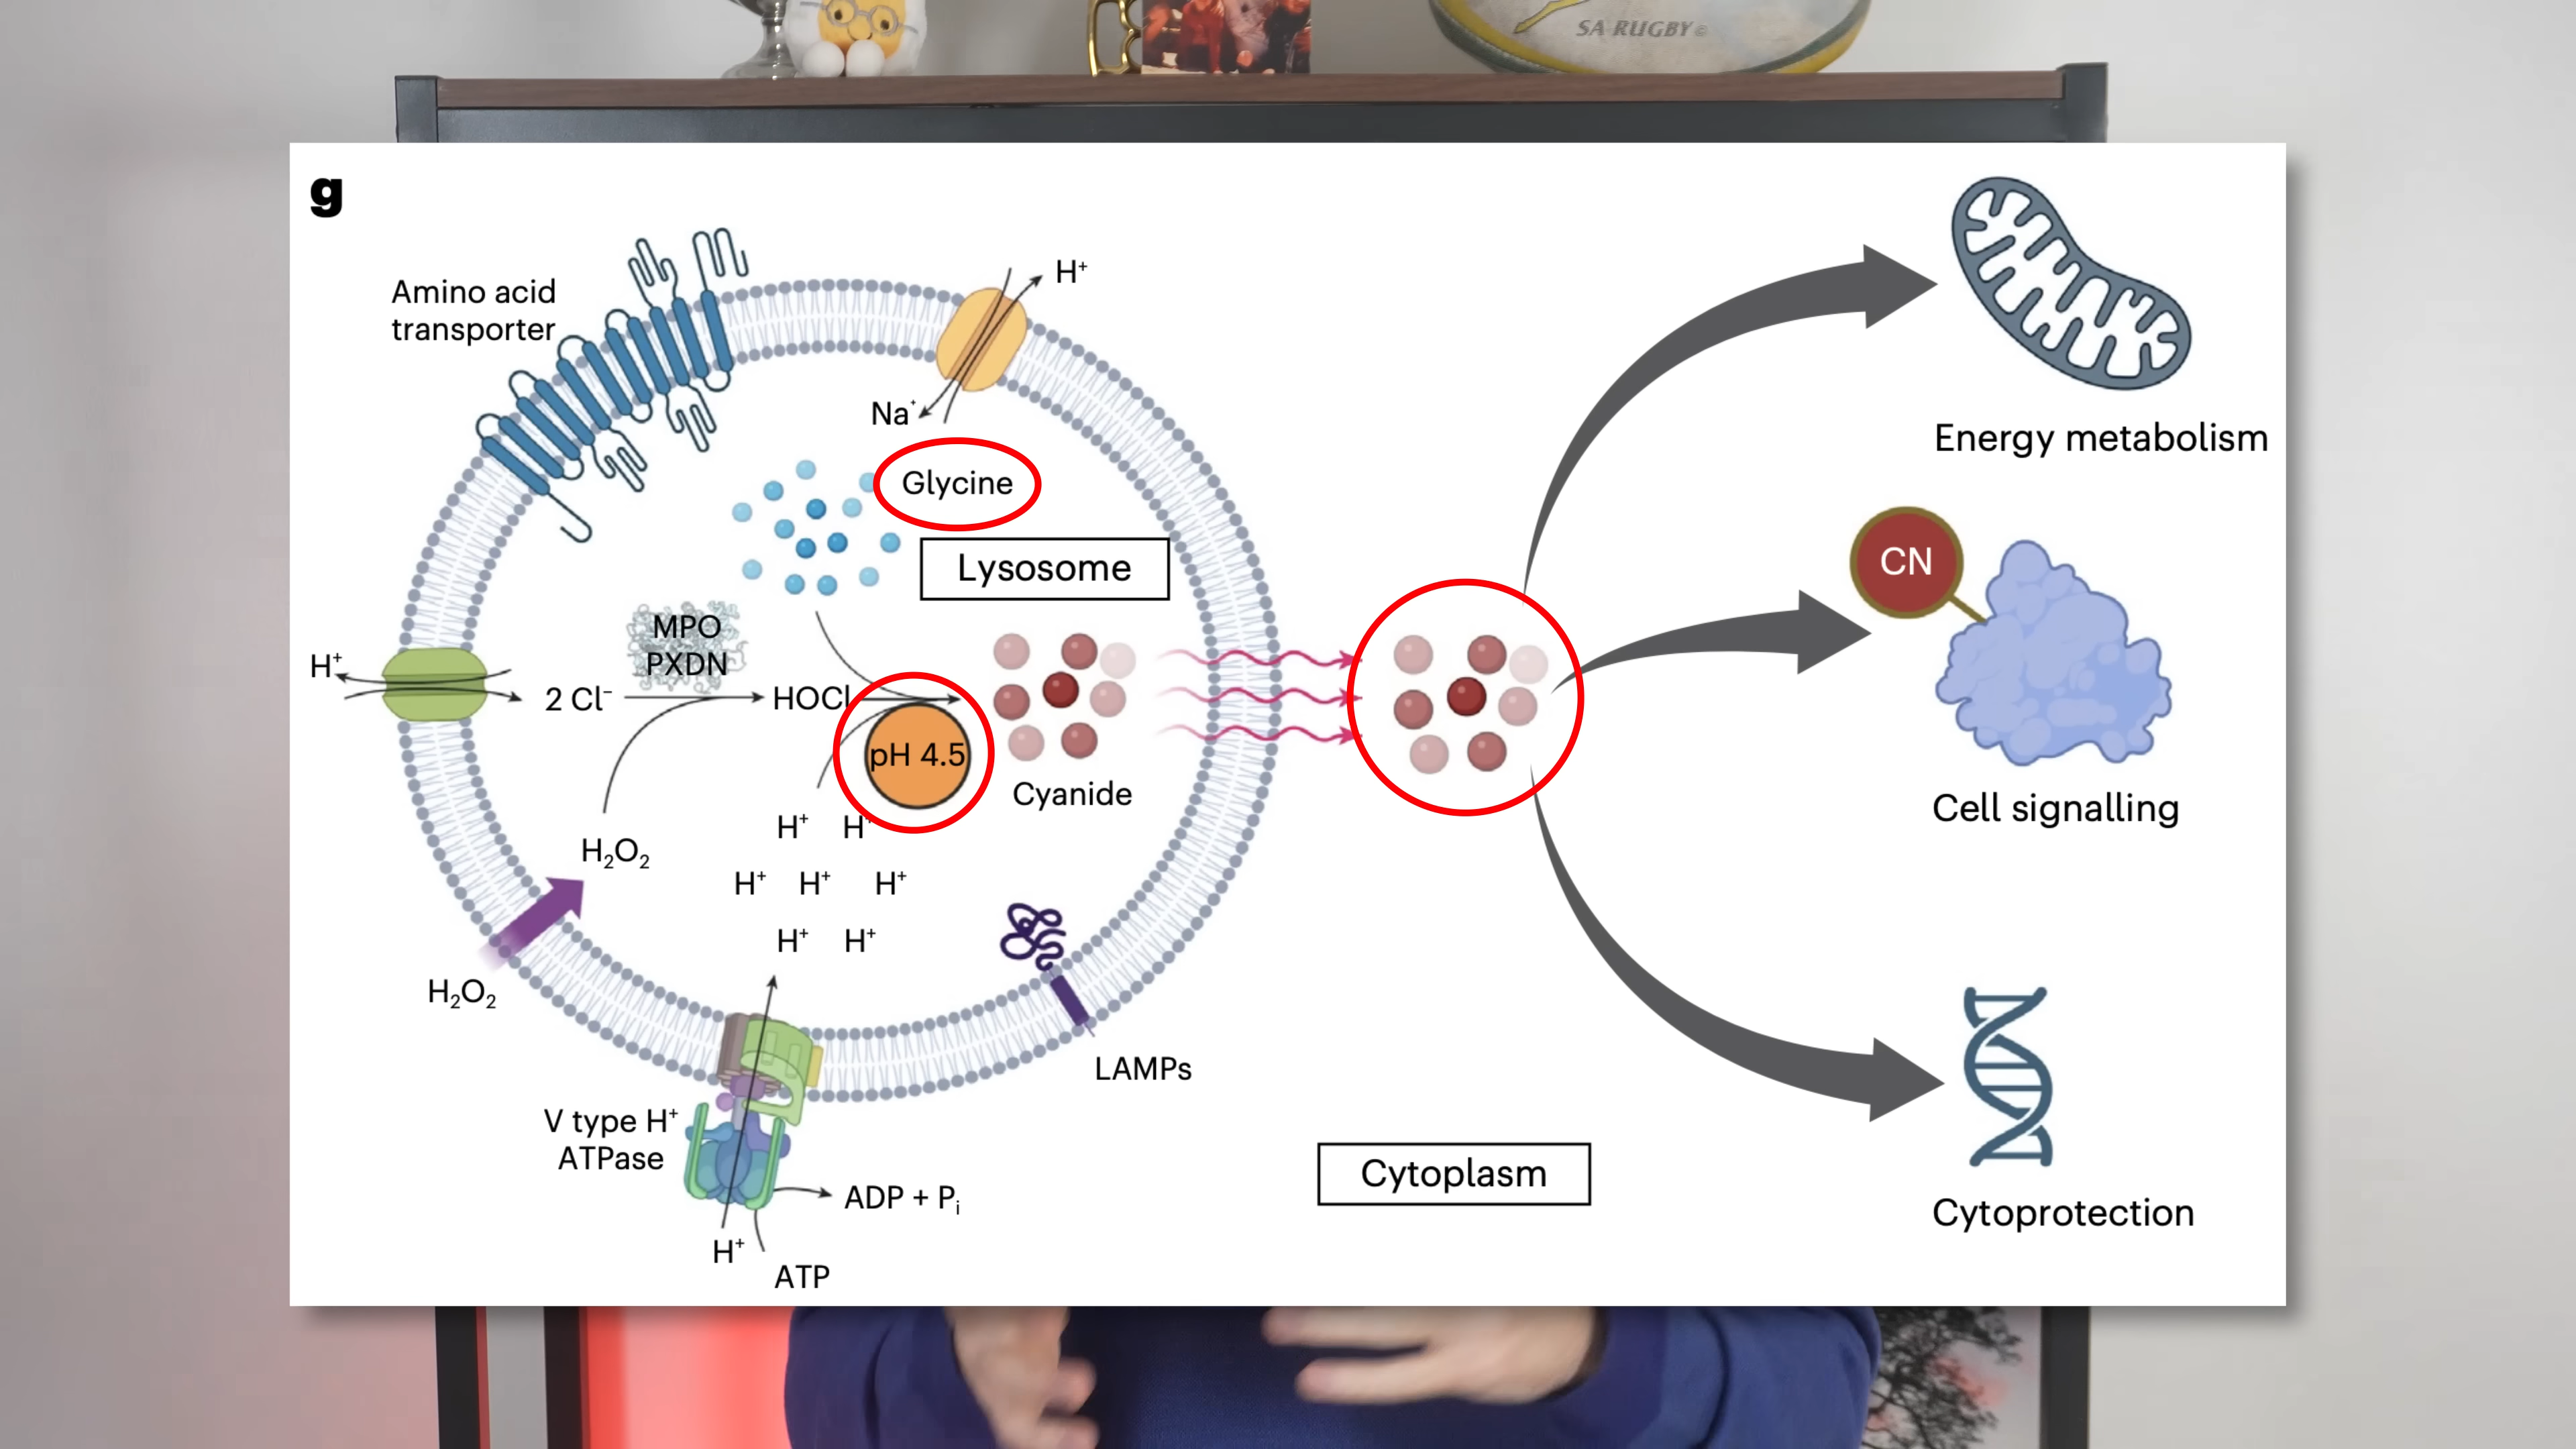 SA RUGBY©
g
Amino acid
transporter
H⁺
Na⁺
Glycine
Lysosome
MPO
PXDN
H⁺
2 Cl⁻
HOCl
pH 4.5
Cyanide
H₂O₂
H⁺ H⁺
H⁺ H⁺ H⁺
H⁺ H⁺
H₂O₂
LAMPs
V type H⁺
ATPase
ADP + Pᵢ
H⁺
ATP
Cytoplasm
Energy metabolism
CN
Cell signalling
Cytoprotection